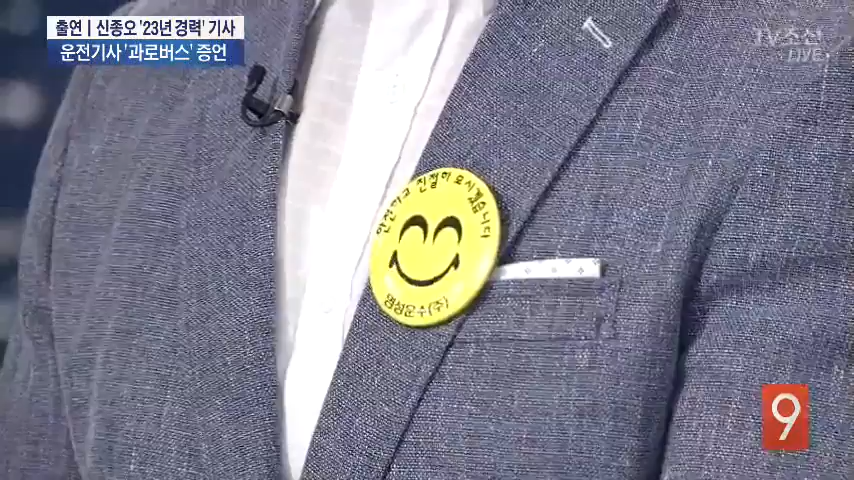 출연 | 신종오 '23년 경력' 기사
운전기사 '과로버스' 증언
TV조선
LIVE
안전하고 친절히 모시겠습니다
영성운수(주)
9